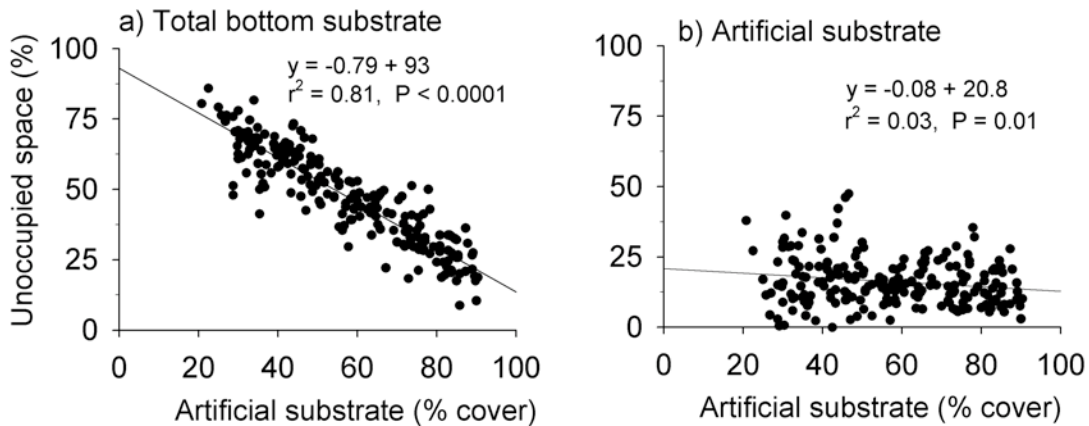 a) Total bottom substrate
y = -0.79 + 93
r² = 0.81, P < 0.0001
Unoccupied space (%)
100
75
50
25
0
0 20 40 60 80 100
Artificial substrate (% cover)
b) Artificial substrate
y = -0.08 + 20.8
r² = 0.03, P = 0.01
100
75
50
25
0
0 20 40 60 80 100
Artificial substrate (% cover)